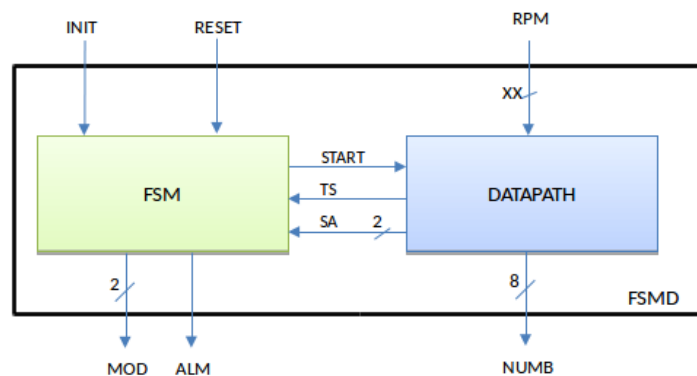 INIT
RESET
RPM
XX
START
FSM
TS
DATAPATH
SA
2
2
8
FSMD
MOD
ALM
NUMB